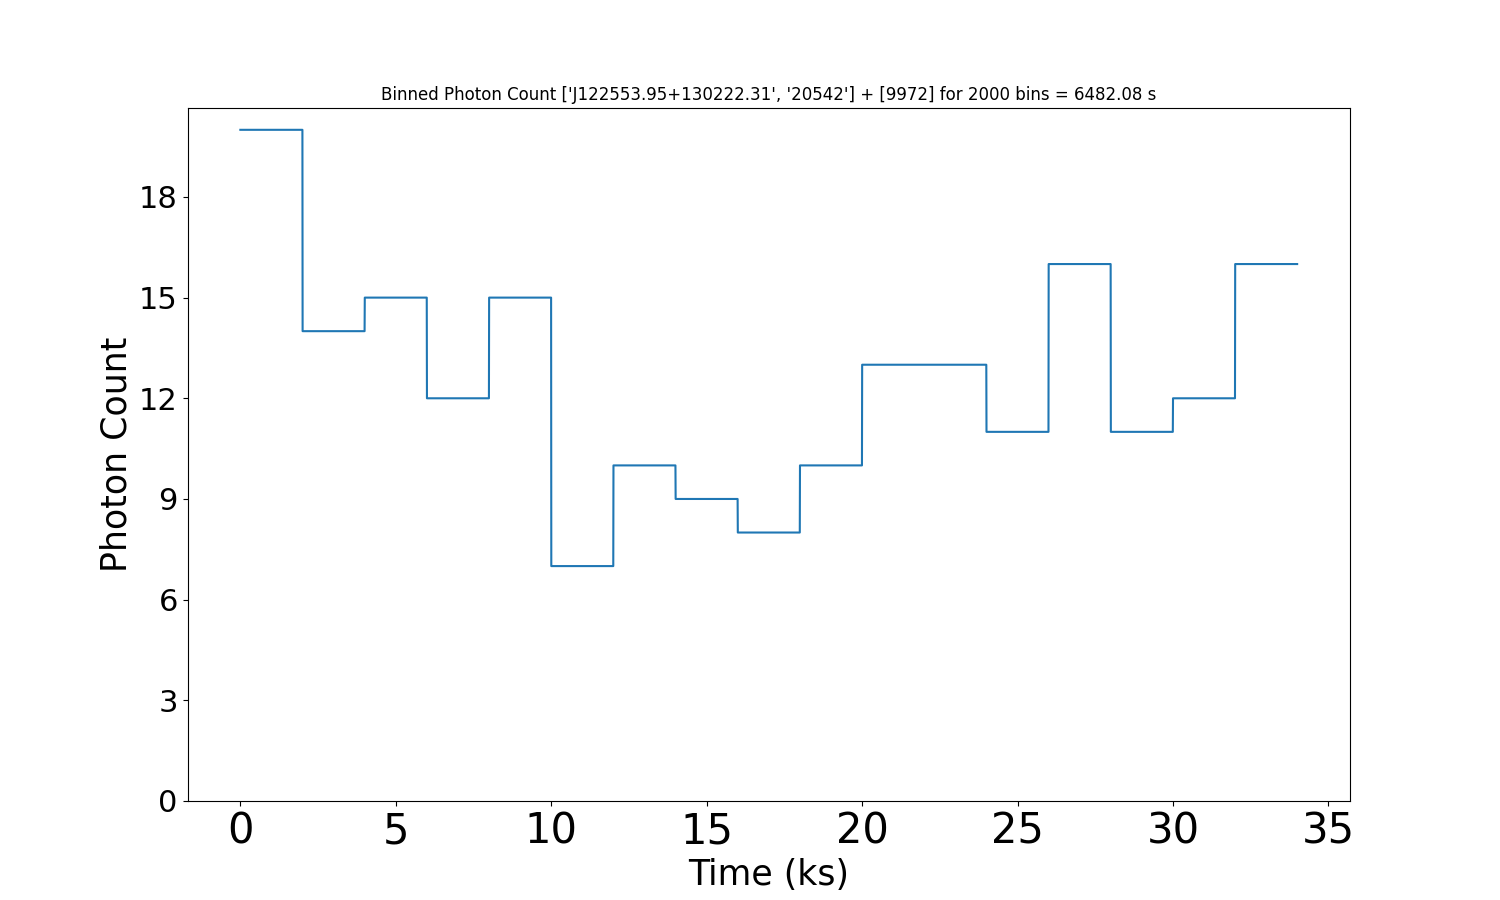 Binned Photon Count ['J122553.95+130222.31', '20542'] + [9972] for 2000 bins = 6482.08 s
Photon Count
18
15
12
9
6
3
0
0 5 10 15 20 25 30 35
Time (ks)